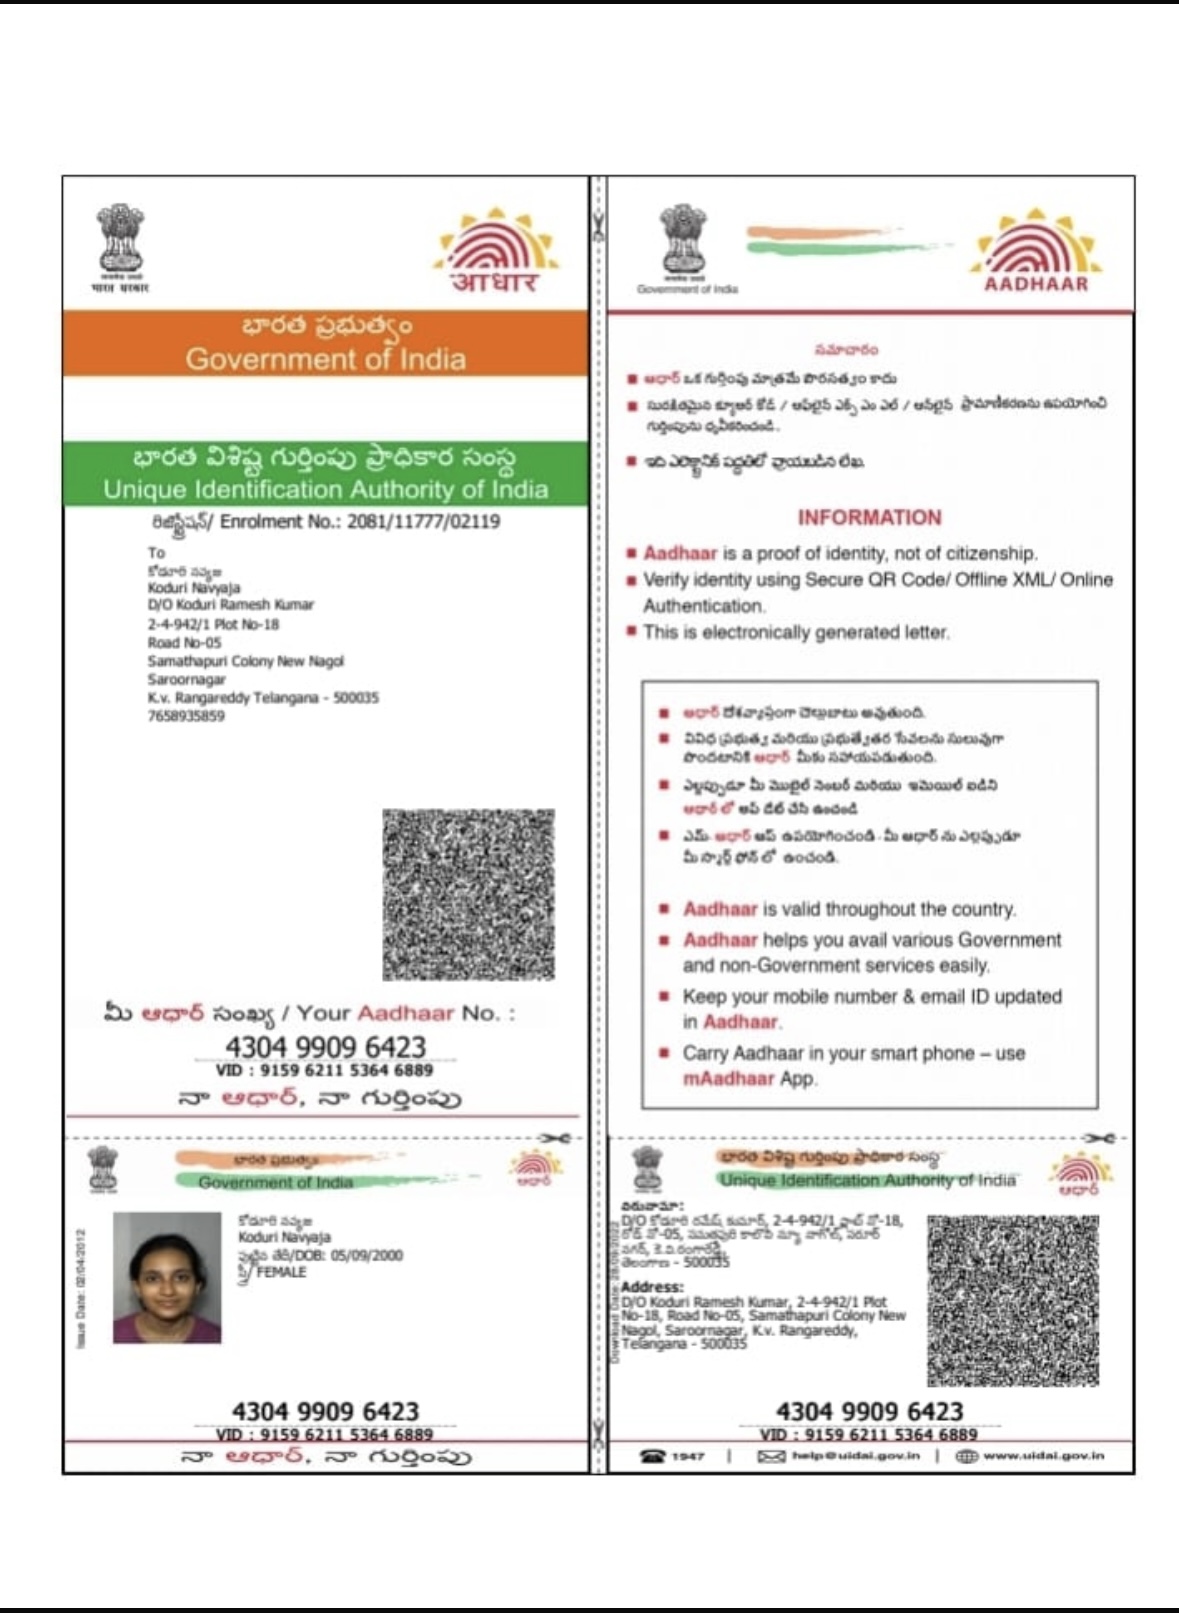 भारत सरकार
आधार
భారత ప్రభుత్వం
Government of India
భారత విశిష్ట గుర్తింపు ప్రాధికార సంస్థ
Unique Identification Authority of India
రిజిస్ట్రేషన్/ Enrolment No.: 2081/11777/02119
To
కోడూరి నవ్యజ
Koduri Navyaja
D/O Koduri Ramesh Kumar
2-4-942/1 Plot No-18
Road No-05
Samathapuri Colony New Nagol
Saroornagar
K.v. Rangareddy Telangana - 500035
7658935859
మీ ఆధార్ సంఖ్య / Your Aadhaar No. :
4304 9909 6423
VID : 9159 6211 5364 6889
నా ఆధార్, నా గుర్తింపు
భారత ప్రభుత్వం
Government of India
ఆధార్
Issue Date: 02/04/2012
కోడూరి నవ్యజ
Koduri Navyaja
పుట్టిన తేదీ/DOB: 05/09/2000
స్త్రీ/ FEMALE
4304 9909 6423
VID : 9159 6211 5364 6889
నా ఆధార్, నా గుర్తింపు
Government of India
AADHAAR
సమాచారం
ఆధార్ ఒక గుర్తింపు మాత్రమే పౌరసత్వం కాదు
సురక్షితమైన క్యూఆర్ కోడ్ / ఆఫ్‌లైన్ ఎక్స్ ఎం ఎల్ / ఆన్‌లైన్ ప్రామాణీకరణను ఉపయోగించి
గుర్తింపును ధృవీకరించండి.
ఇది ఎలక్ట్రానిక్ పద్ధతిలో వ్రాయబడిన లేఖ
INFORMATION
Aadhaar is a proof of identity, not of citizenship.
Verify identity using Secure QR Code/ Offline XML/ Online
Authentication.
This is electronically generated letter.
ఆధార్ దేశవ్యాప్తంగా చెల్లుబాటు అవుతుంది.
వివిధ ప్రభుత్వ మరియు ప్రభుత్వేతర సేవలను సులువుగా
పొందటానికి ఆధార్ మీకు సహాయపడుతుంది.
ఎల్లప్పుడూ మీ మొబైల్ నెంబర్ మరియు ఇమెయిల్ ఐడిని
ఆధార్ లో అప్ డేట్ చేసి ఉంచండి
ఎమ్- ఆధార్ ఆప్ ఉపయోగించండి - మీ ఆధార్ ను ఎల్లప్పుడూ
మీ స్మార్ట్ ఫోన్ లో ఉంచండి.
Aadhaar is valid throughout the country.
Aadhaar helps you avail various Government
and non-Government services easily.
Keep your mobile number & email ID updated
in Aadhaar.
Carry Aadhaar in your smart phone – use
mAadhaar App.
భారత విశిష్ట గుర్తింపు ప్రాధికార సంస్థ
Unique Identification Authority of India
ఆధార్
చిరునామా:
D/O కోడూరి రమేష్ కుమార్, 2-4-942/1 ప్లాట్ నో-18,
రోడ్ నో-05, సమతపురి కాలోని న్యూ నాగోల్, సరూర్
నగర్, కె.వి.రంగారెడ్డి,
తెలంగాణ - 500035
Address:
D/O Koduri Ramesh Kumar, 2-4-942/1 Plot
No-18, Road No-05, Samathapuri Colony New
Nagol, Saroornagar, K.v. Rangareddy,
Telangana - 500035
4304 9909 6423
VID : 9159 6211 5364 6889
1947 | help@uidai.gov.in | www.uidai.gov.in